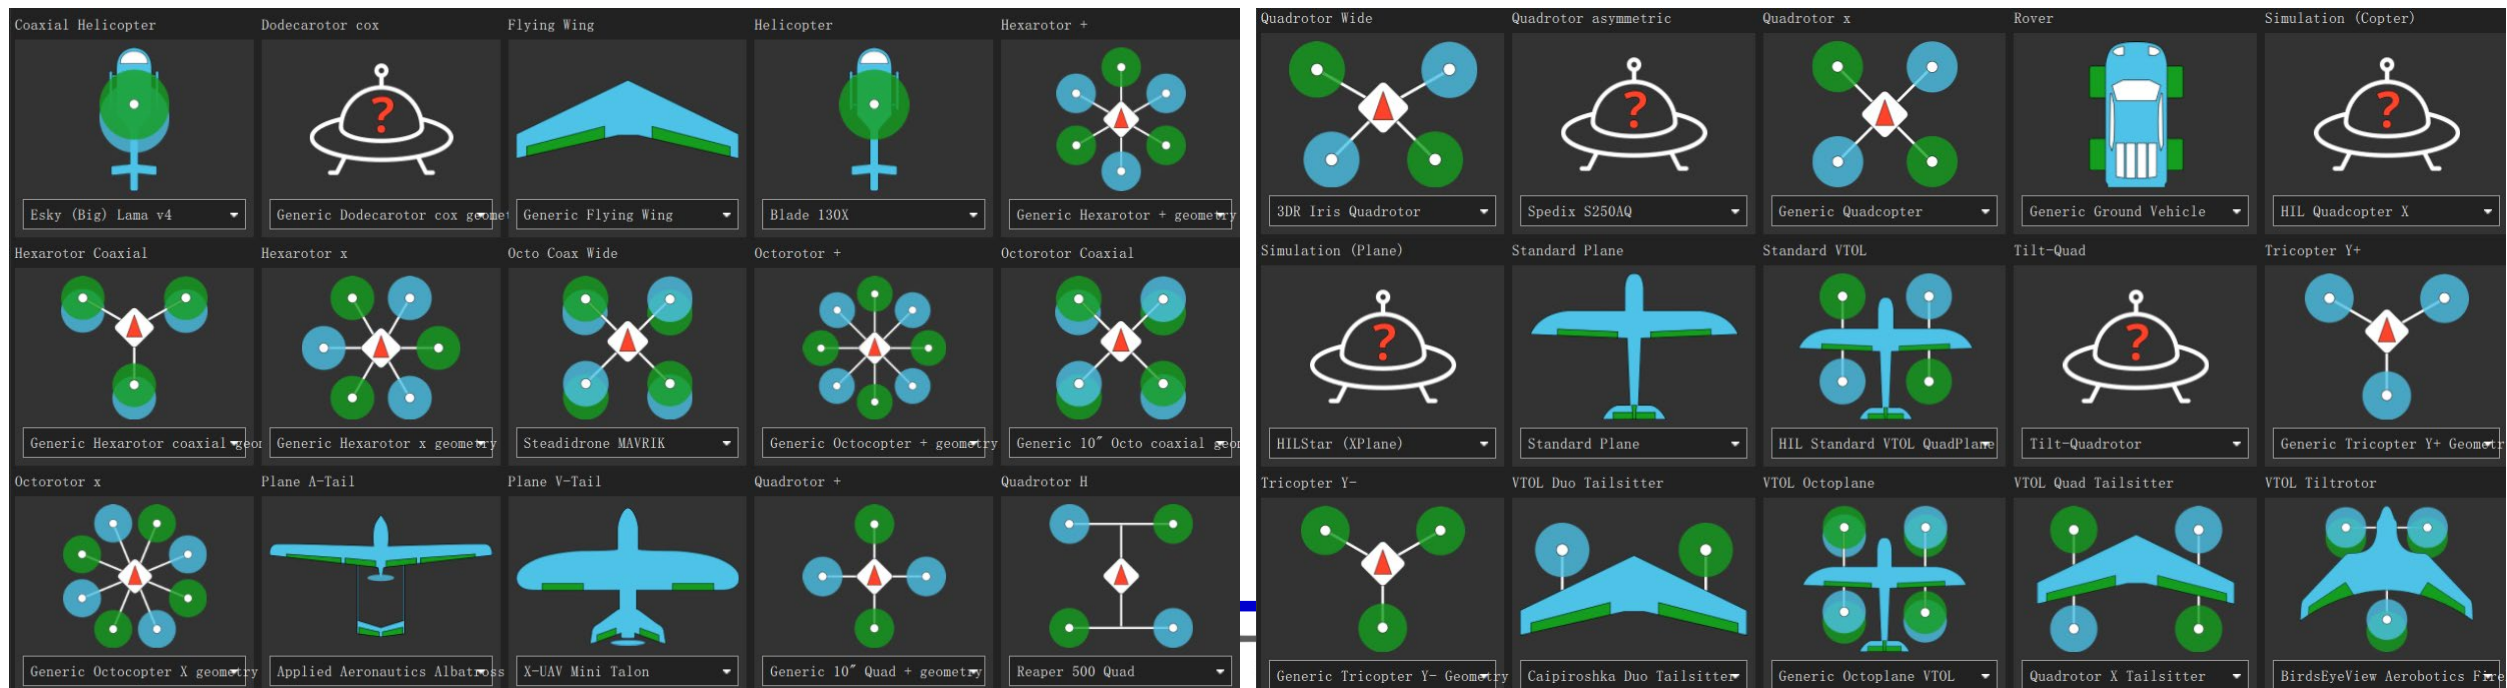 Coaxial Helicopter
Dodecarotor cox
Flying Wing
Helicopter
Hexarotor +
?
Esky (Big) Lama v4
Generic Dodecarotor cox geomet
Generic Flying Wing
Blade 130X
Generic Hexarotor + geometry
Hexarotor Coaxial
Hexarotor x
Octo Coax Wide
Octorotor +
Octorotor Coaxial
Generic Hexarotor coaxial geom
Generic Hexarotor x geometry
Steadidrone MAVRIK
Generic Octocopter + geometry
Generic 10" Octo coaxial geom
Octorotor x
Plane A-Tail
Plane V-Tail
Quadrotor +
Quadrotor H
Generic Octocopter X geometry
Applied Aeronautics Albatross
X-UAV Mini Talon
Generic 10" Quad + geometry
Reaper 500 Quad
Quadrotor Wide
Quadrotor asymmetric
Quadrotor x
Rover
Simulation (Copter)
?
?
3DR Iris Quadrotor
Spedix S250AQ
Generic Quadcopter
Generic Ground Vehicle
HIL Quadcopter X
Simulation (Plane)
Standard Plane
Standard VTOL
Tilt-Quad
Tricopter Y+
?
?
HILStar (XPlane)
Standard Plane
HIL Standard VTOL QuadPlane
Tilt-Quadrotor
Generic Tricopter Y+ Geometr
Tricopter Y-
VTOL Duo Tailsitter
VTOL Octoplane
VTOL Quad Tailsitter
VTOL Tiltrotor
Generic Tricopter Y- Geometry
Caipiroshka Duo Tailsitter
Generic Octoplane VTOL
Quadrotor X Tailsitter
BirdsEyeView Aerobotics Fire